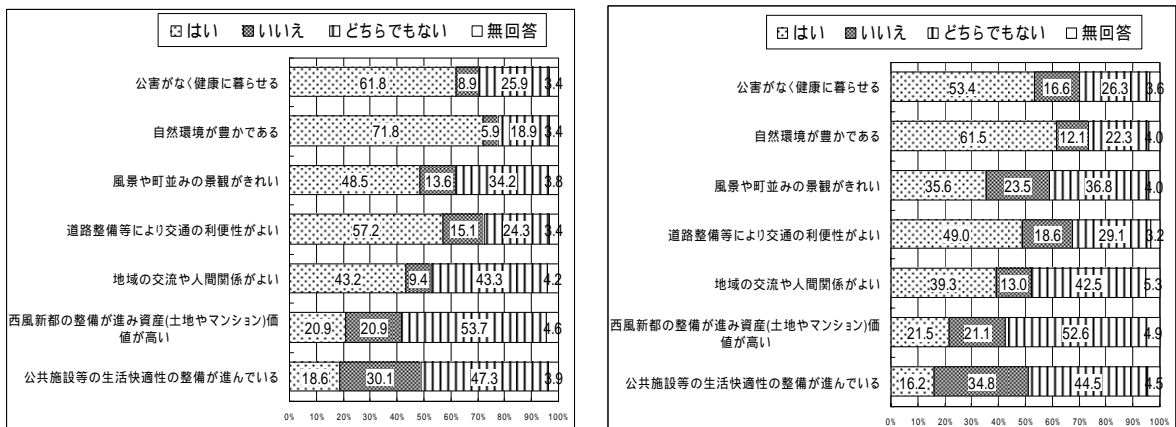 はい いいえ どちらでもない 無回答
公害がなく健康に暮らせる 61.8 8.9 25.9 3.4
自然環境が豊かである 71.8 5.9 18.9 3.4
風景や町並みの景観がきれい 48.5 13.6 34.2 3.8
道路整備等により交通の利便性がよい 57.2 15.1 24.3 3.4
地域の交流や人間関係がよい 43.2 9.4 43.3 4.2
西風新都の整備が進み資産(土地やマンション)価
値が高い
20.9 20.9 53.7 4.6
公共施設等の生活快適性の整備が進んでいる 18.6 30.1 47.3 3.9
0% 10% 20% 30% 40% 50% 60% 70% 80% 90% 100%
はい いいえ どちらでもない 無回答
公害がなく健康に暮らせる 53.4 16.6 26.3 3.6
自然環境が豊かである 61.5 12.1 22.3 4.0
風景や町並みの景観がきれい 35.6 23.5 36.8 4.0
道路整備等により交通の利便性がよい 49.0 18.6 29.1 3.2
地域の交流や人間関係がよい 39.3 13.0 42.5 5.3
西風新都の整備が進み資産(土地やマンション)価
値が高い
21.5 21.1 52.6 4.9
公共施設等の生活快適性の整備が進んでいる 16.2 34.8 44.5 4.5
0% 10% 20% 30% 40% 50% 60% 70% 80% 90% 100%